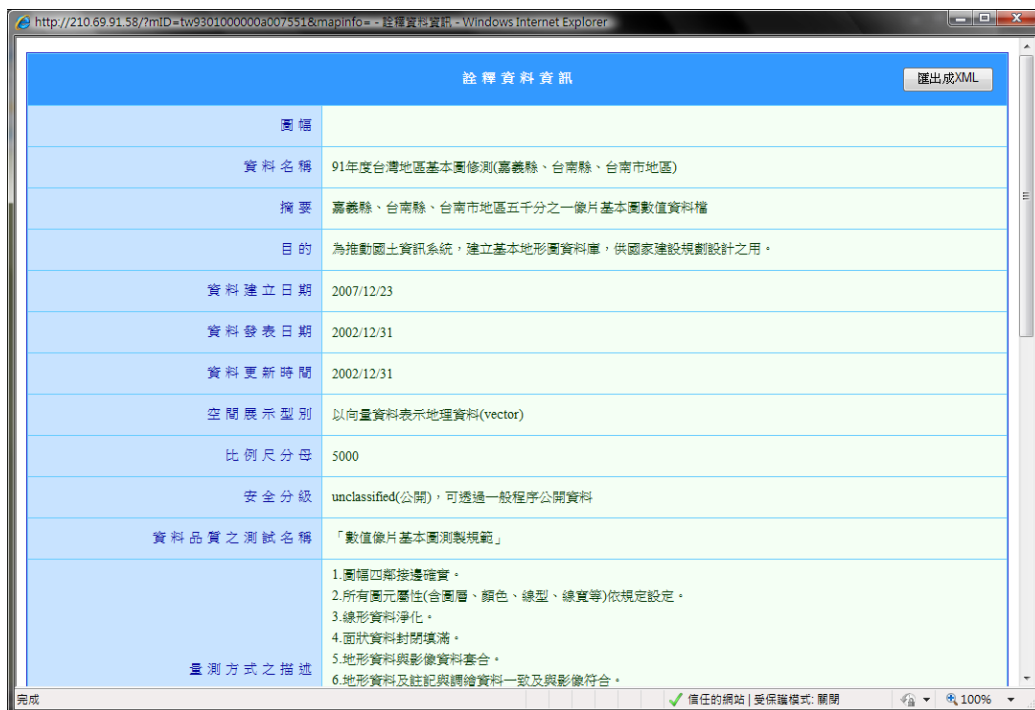 http://210.69.91.58/?mID=tw9301000000a007551&mapinfo= - 詮釋資料資訊 - Windows Internet Explorer
詮釋資料資訊
匯出成XML
圖幅
資料名稱 91年度台灣地區基本圖修測(嘉義縣、台南縣、台南市地區)
摘要 嘉義縣、台南縣、台南市地區五千分之一像片基本圖數值資料檔
目的 為推動國土資訊系統，建立基本地形圖資料庫，供國家建設規劃設計之用。
資料建立日期 2007/12/23
資料發表日期 2002/12/31
資料更新時間 2002/12/31
空間展示型別 以向量資料表示地理資料(vector)
比例尺分母 5000
安全分級 unclassified(公開)，可透過一般程序公開資料
資料品質之測試名稱 「數值像片基本圖測製規範」
量測方式之描述
1.圖幅四鄰接邊確實。
2.所有圖元屬性(含圖層、顏色、線型、線寬等)依規定設定。
3.線形資料淨化。
4.面狀資料封閉填滿。
5.地形資料與影像資料套合。
6.地形資料及註記與調繪資料一致及與影像符合。
完成
信任的網站 | 受保護模式: 關閉
100%